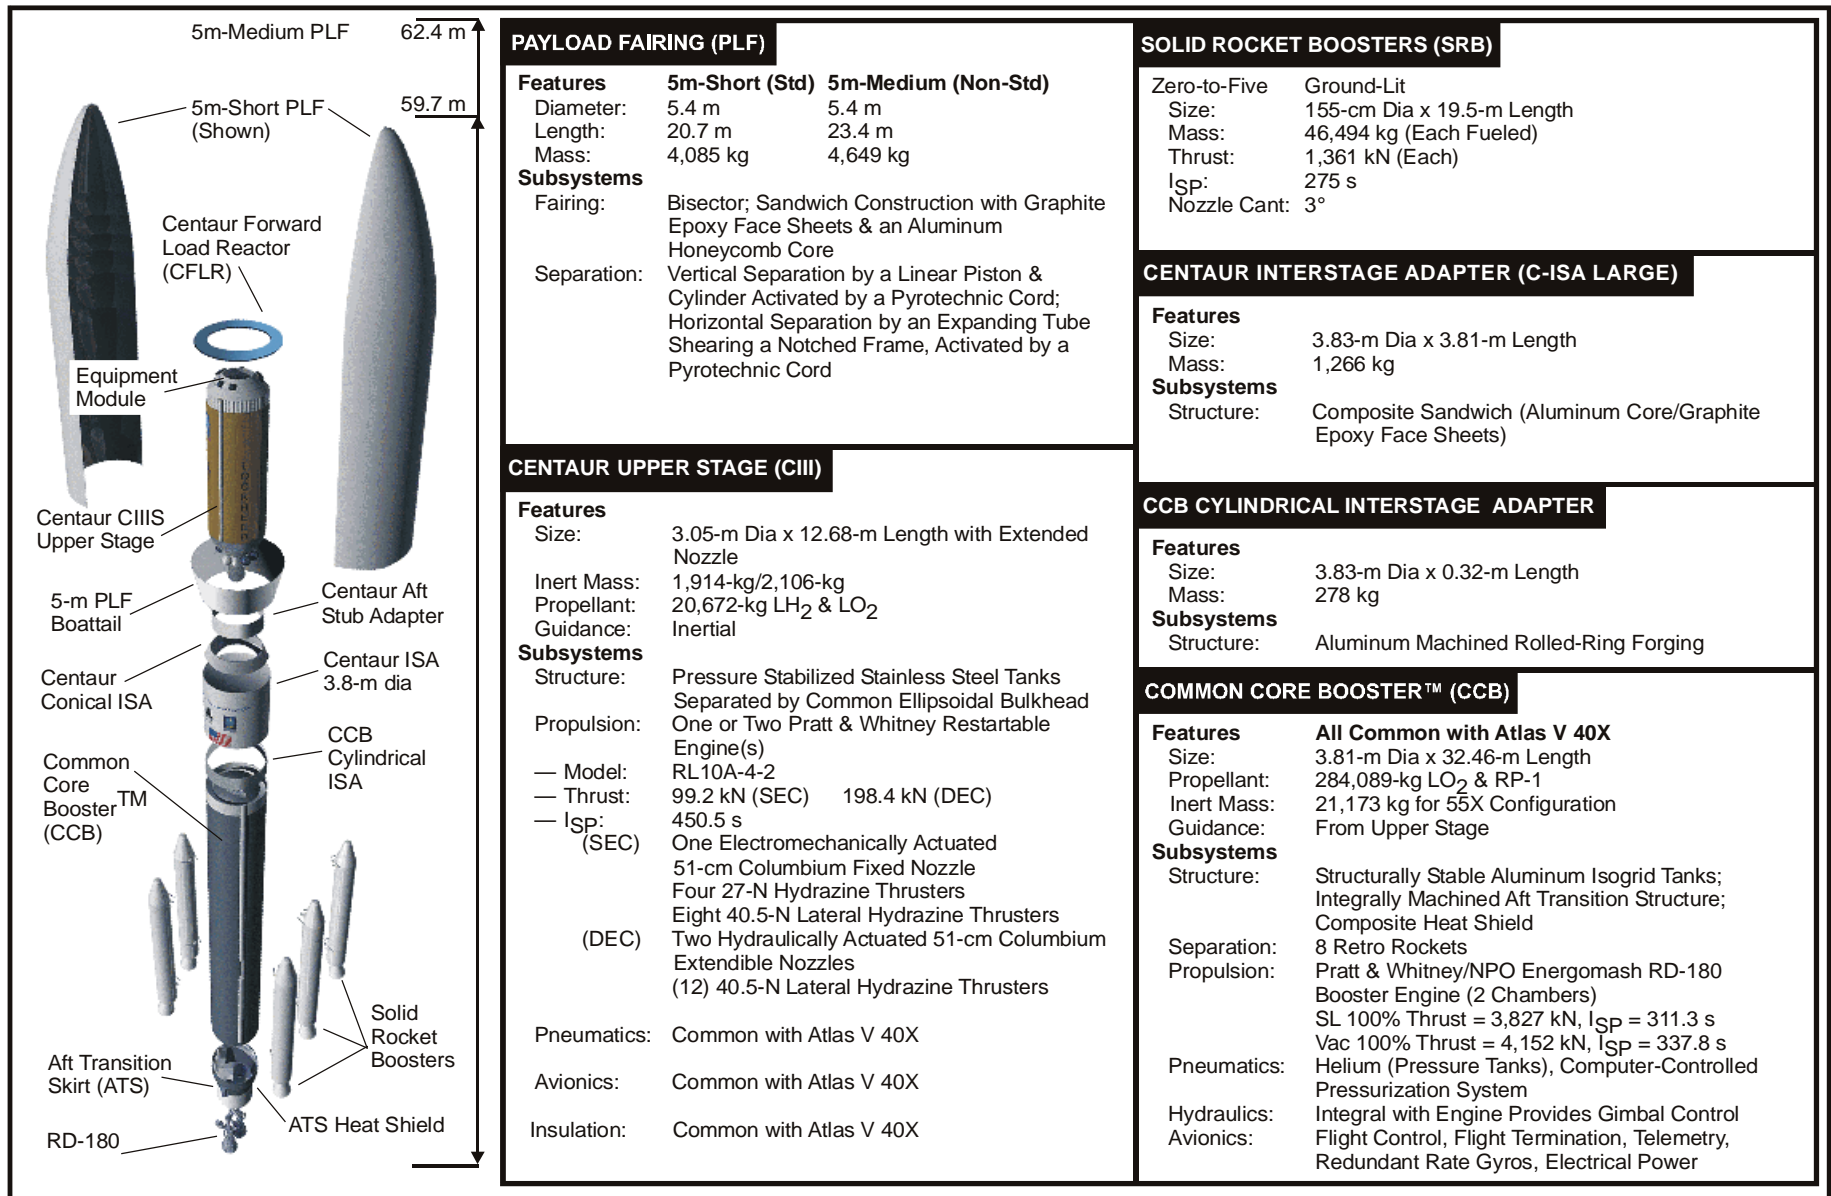 5m-Medium PLF 62.4 m
5m-Short PLF 59.7 m
(Shown)
Centaur Forward
Load Reactor
(CFLR)
Equipment
Module
Centaur CIIIS
Upper Stage
5-m PLF
Boattail
Centaur Aft
Stub Adapter
Centaur
Conical ISA
Centaur ISA
3.8-m dia
CCB
Cylindrical
ISA
Common
Core
Booster™
(CCB)
Solid
Rocket
Boosters
Aft Transition
Skirt (ATS)
ATS Heat Shield
RD-180
PAYLOAD FAIRING (PLF)
Features 5m-Short (Std) 5m-Medium (Non-Std)
Diameter: 5.4 m 5.4 m
Length: 20.7 m 23.4 m
Mass: 4,085 kg 4,649 kg
Subsystems
Fairing: Bisector; Sandwich Construction with Graphite
Epoxy Face Sheets & an Aluminum
Honeycomb Core
Separation: Vertical Separation by a Linear Piston &
Cylinder Activated by a Pyrotechnic Cord;
Horizontal Separation by an Expanding Tube
Shearing a Notched Frame, Activated by a
Pyrotechnic Cord
CENTAUR UPPER STAGE (CIII)
Features
Size: 3.05-m Dia x 12.68-m Length with Extended
Nozzle
Inert Mass: 1,914-kg/2,106-kg
Propellant: 20,672-kg LH2 & LO2
Guidance: Inertial
Subsystems
Structure: Pressure Stabilized Stainless Steel Tanks
Separated by Common Ellipsoidal Bulkhead
Propulsion: One or Two Pratt & Whitney Restartable
Engine(s)
— Model: RL10A-4-2
— Thrust: 99.2 kN (SEC) 198.4 kN (DEC)
— ISP: 450.5 s
(SEC) One Electromechanically Actuated
51-cm Columbium Fixed Nozzle
Four 27-N Hydrazine Thrusters
Eight 40.5-N Lateral Hydrazine Thrusters
(DEC) Two Hydraulically Actuated 51-cm Columbium
Extendible Nozzles
(12) 40.5-N Lateral Hydrazine Thrusters
Pneumatics: Common with Atlas V 40X
Avionics: Common with Atlas V 40X
Insulation: Common with Atlas V 40X
SOLID ROCKET BOOSTERS (SRB)
Zero-to-Five Ground-Lit
Size: 155-cm Dia x 19.5-m Length
Mass: 46,494 kg (Each Fueled)
Thrust: 1,361 kN (Each)
ISP: 275 s
Nozzle Cant: 3°
CENTAUR INTERSTAGE ADAPTER (C-ISA LARGE)
Features
Size: 3.83-m Dia x 3.81-m Length
Mass: 1,266 kg
Subsystems
Structure: Composite Sandwich (Aluminum Core/Graphite
Epoxy Face Sheets)
CCB CYLINDRICAL INTERSTAGE ADAPTER
Features
Size: 3.83-m Dia x 0.32-m Length
Mass: 278 kg
Subsystems
Structure: Aluminum Machined Rolled-Ring Forging
COMMON CORE BOOSTER™ (CCB)
Features All Common with Atlas V 40X
Size: 3.81-m Dia x 32.46-m Length
Propellant: 284,089-kg LO2 & RP-1
Inert Mass: 21,173 kg for 55X Configuration
Guidance: From Upper Stage
Subsystems
Structure: Structurally Stable Aluminum Isogrid Tanks;
Integrally Machined Aft Transition Structure;
Composite Heat Shield
Separation: 8 Retro Rockets
Propulsion: Pratt & Whitney/NPO Energomash RD-180
Booster Engine (2 Chambers)
SL 100% Thrust = 3,827 kN, ISP = 311.3 s
Vac 100% Thrust = 4,152 kN, ISP = 337.8 s
Pneumatics: Helium (Pressure Tanks), Computer-Controlled
Pressurization System
Hydraulics: Integral with Engine Provides Gimbal Control
Avionics: Flight Control, Flight Termination, Telemetry,
Redundant Rate Gyros, Electrical Power